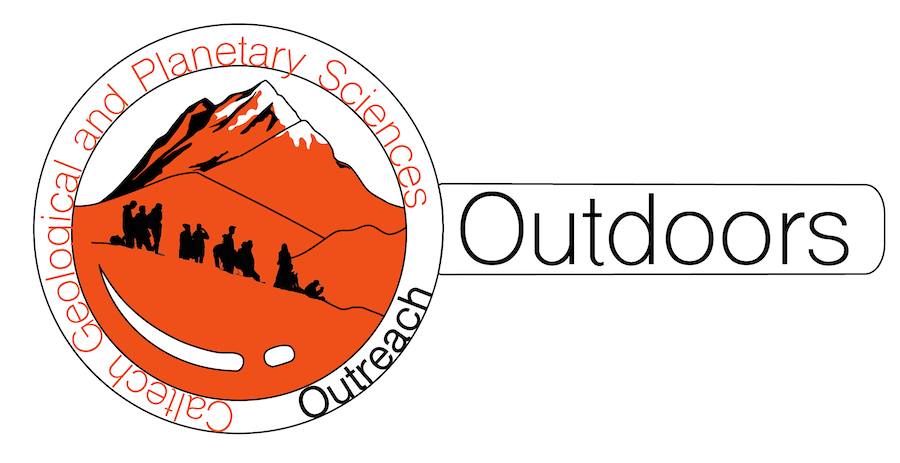 Caltech Geological and Planetary Sciences
Outreach
Outdoors